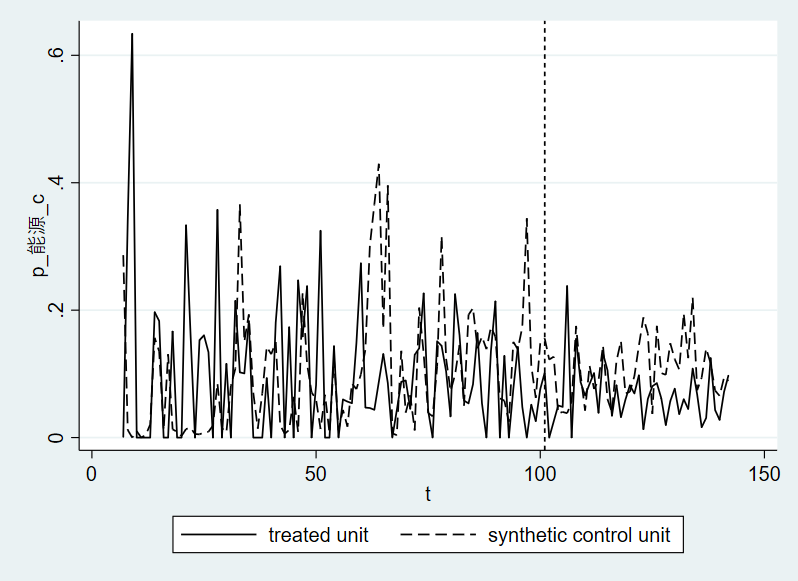 p_能源_c
.6
.4
.2
0
0
50
100
150
t
treated unit
synthetic control unit